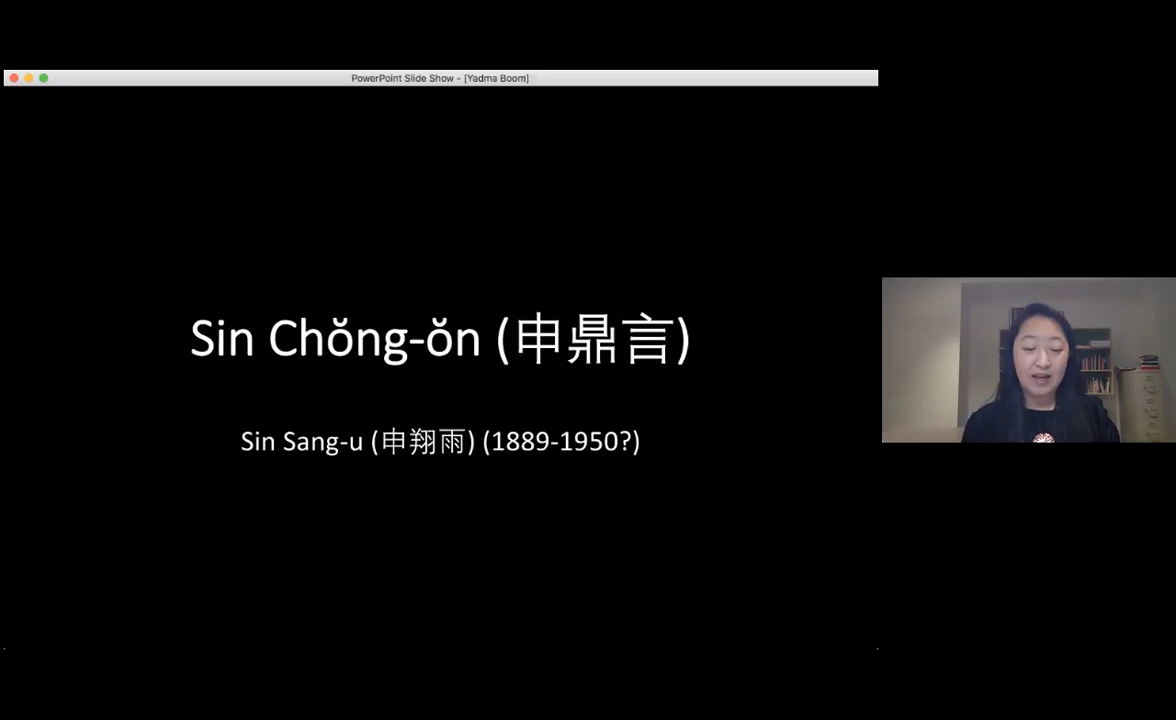 PowerPoint Slide Show - [Yadma Boom]
Sin Chŏng-ŏn (申鼎言)
Sin Sang-u (申翔雨) (1889-1950?)